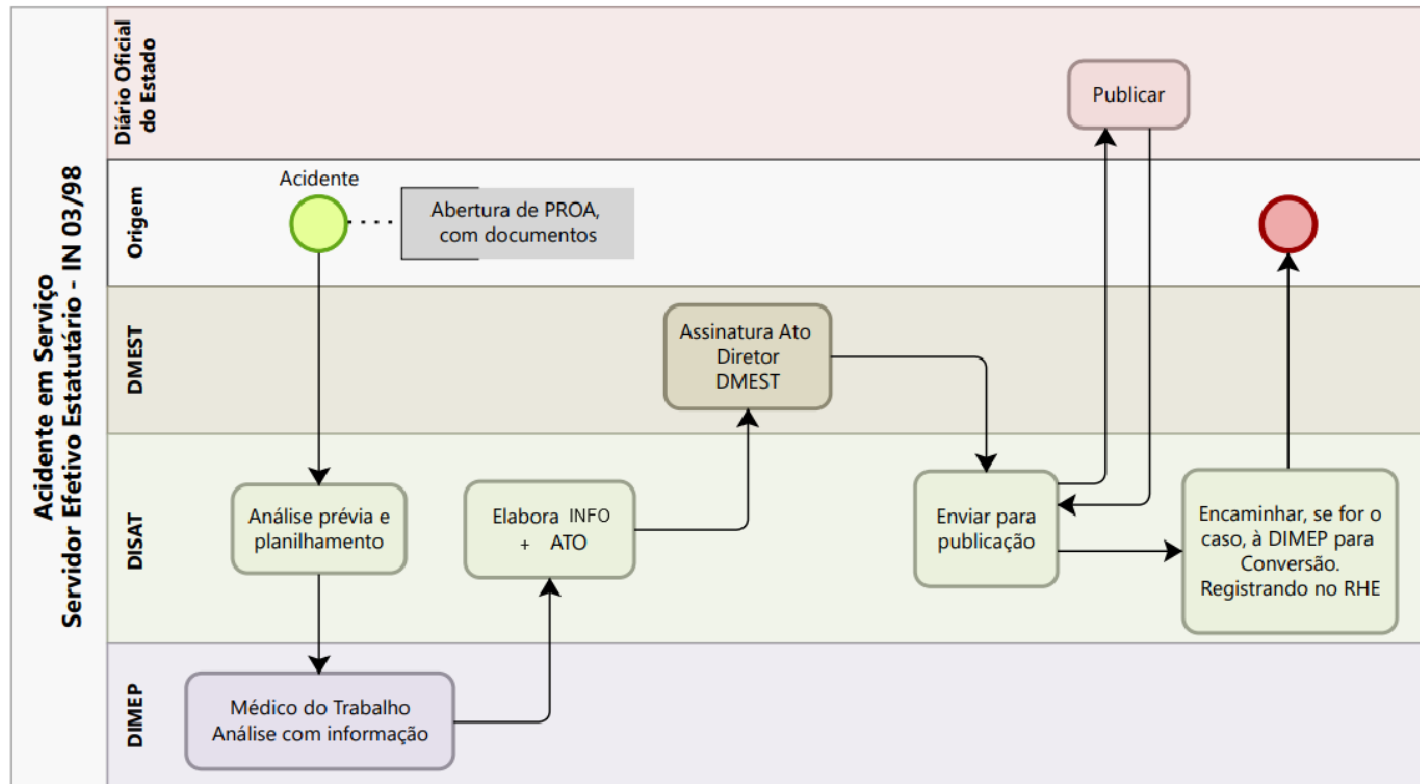 Acidente em Serviço
Servidor Efetivo Estatutário - IN 03/98
Diário Oficial
do Estado
Publicar
Origem
Acidente
Abertura de PROA,
com documentos
DMEST
Assinatura Ato
Diretor
DMEST
DISAT
Análise prévia e
planilhamento
Elabora INFO
+ ATO
Enviar para
publicação
Encaminhar, se for o
caso, à DIMEP para
Conversão.
Registrando no RHE
DIMEP
Médico do Trabalho
Análise com informação